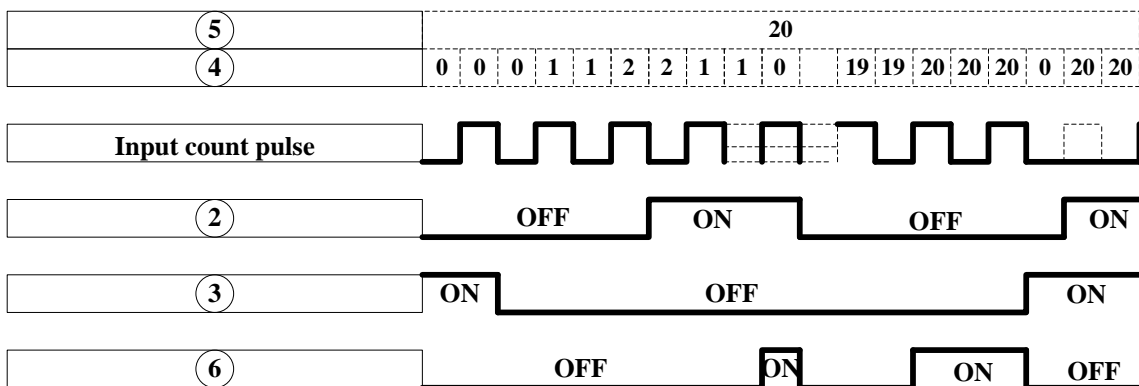 ⑤ 20
④ 0 0 0 1 1 2 2 1 1 0 19 19 20 20 20 0 20 20
Input count pulse
② OFF ON OFF ON
③ ON OFF ON
⑥ OFF ON ON OFF